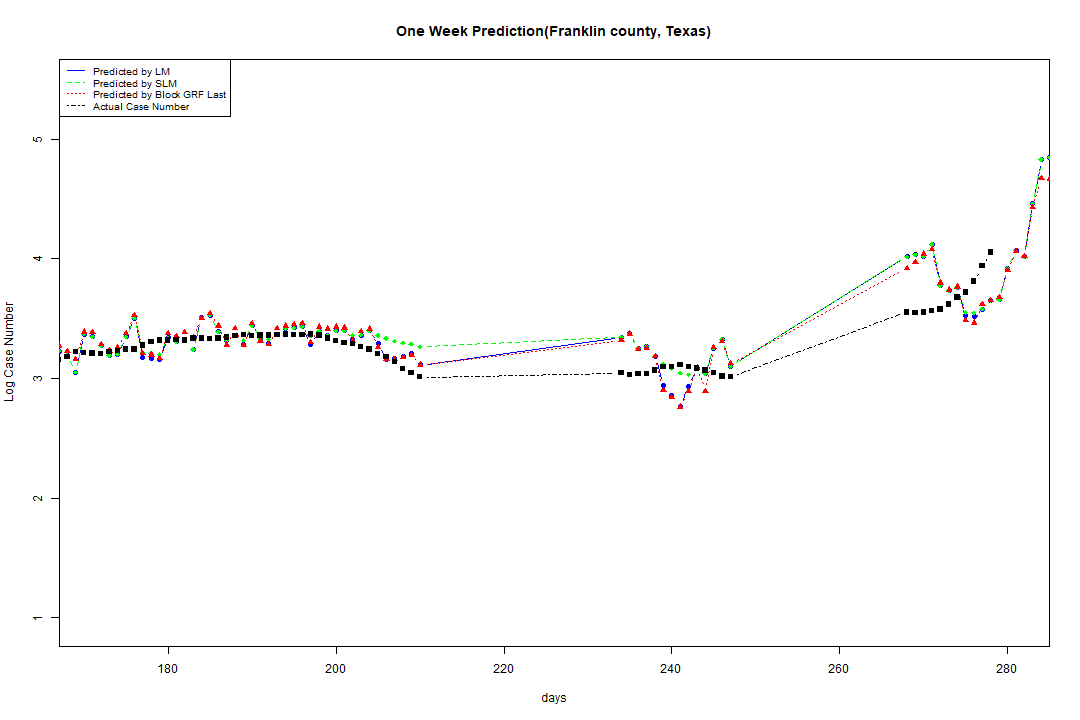 One Week Prediction(Franklin county, Texas)
Predicted by LM
Predicted by SLM
Predicted by Block GRF Last
Actual Case Number
5
4
3
2
1
Log Case Number
180 200 220 240 260 280
days